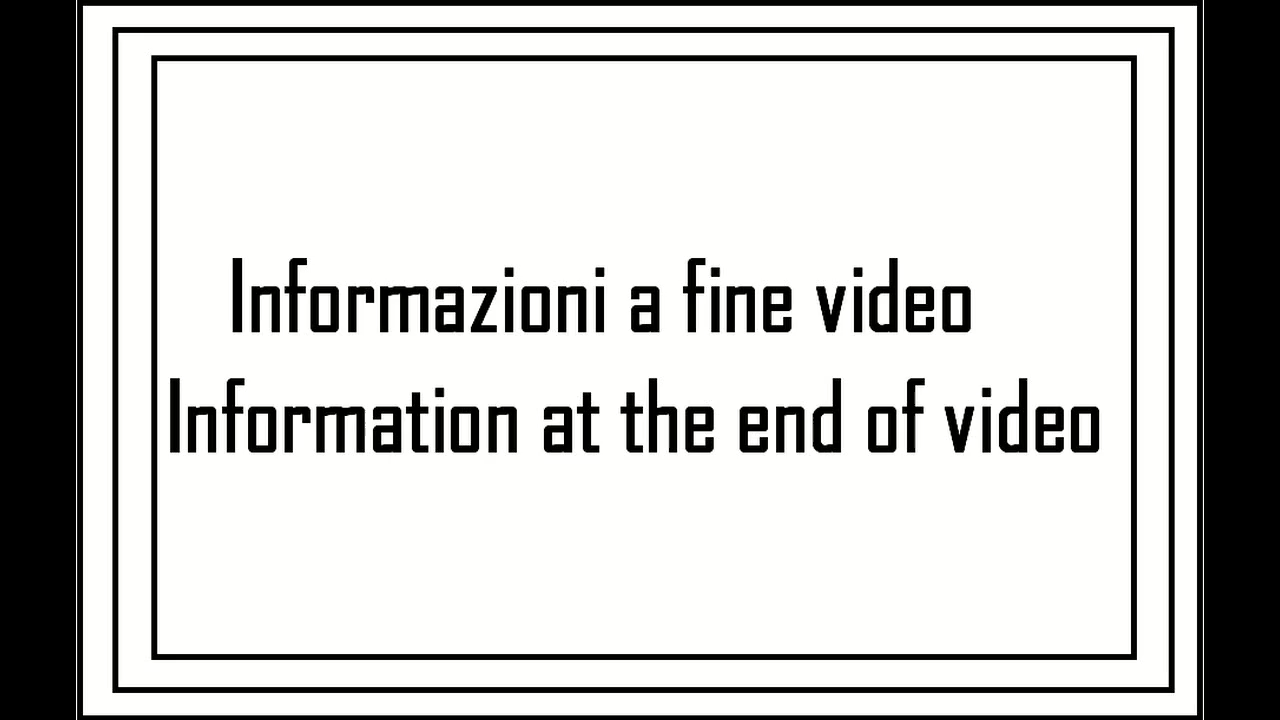 Informazioni a fine video
Information at the end of video